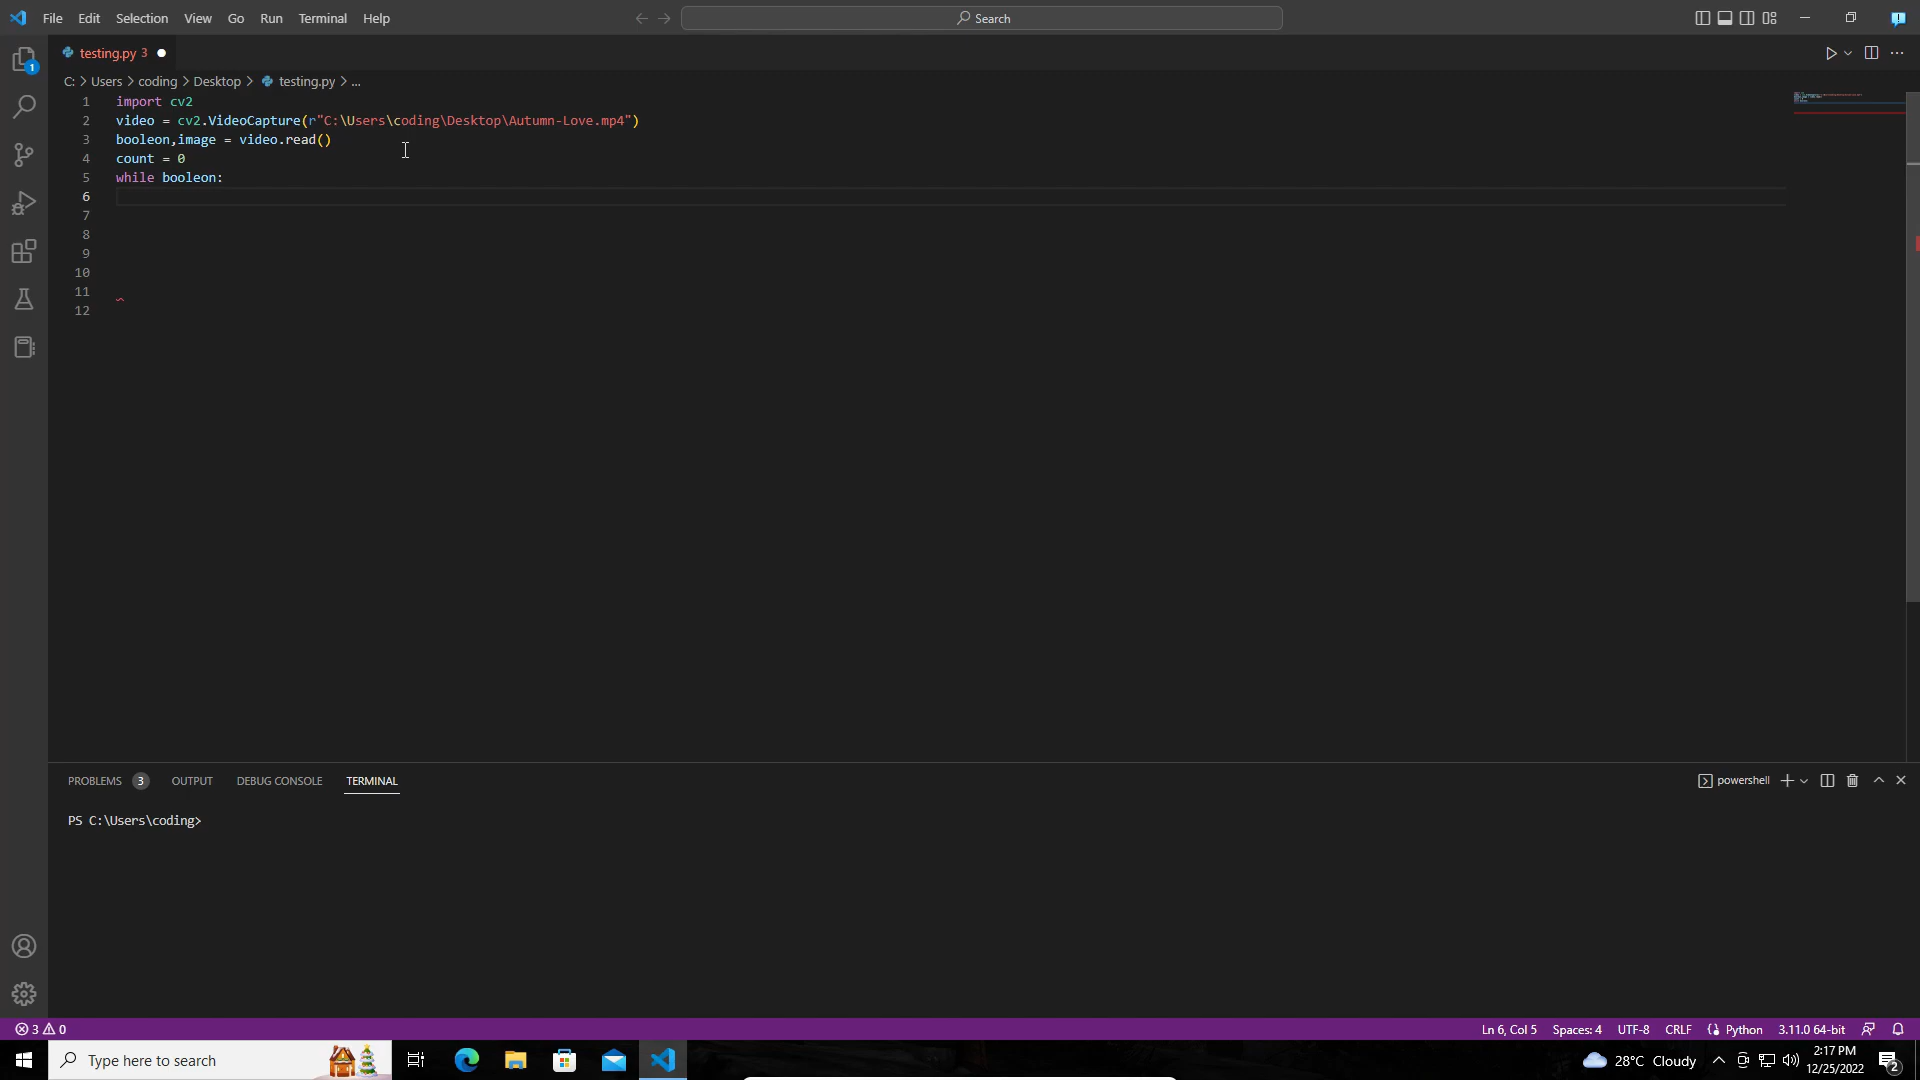 File Edit Selection View Go Run Terminal Help Search
testing.py 3
C: > Users > coding > Desktop > testing.py > ...
1 import cv2
2 video = cv2.VideoCapture(r"C:\Users\coding\Desktop\Autumn-Love.mp4")
3 booleon,image = video.read()
4 count = 0
5 while booleon:
6
7
8
9
10
11
12
1
PROBLEMS 3 OUTPUT DEBUG CONSOLE TERMINAL powershell
PS C:\Users\coding>
3 0 Ln 6, Col 5 Spaces: 4 UTF-8 CRLF Python 3.11.0 64-bit
Type here to search 28°C Cloudy 2:17 PM
12/25/2022 2